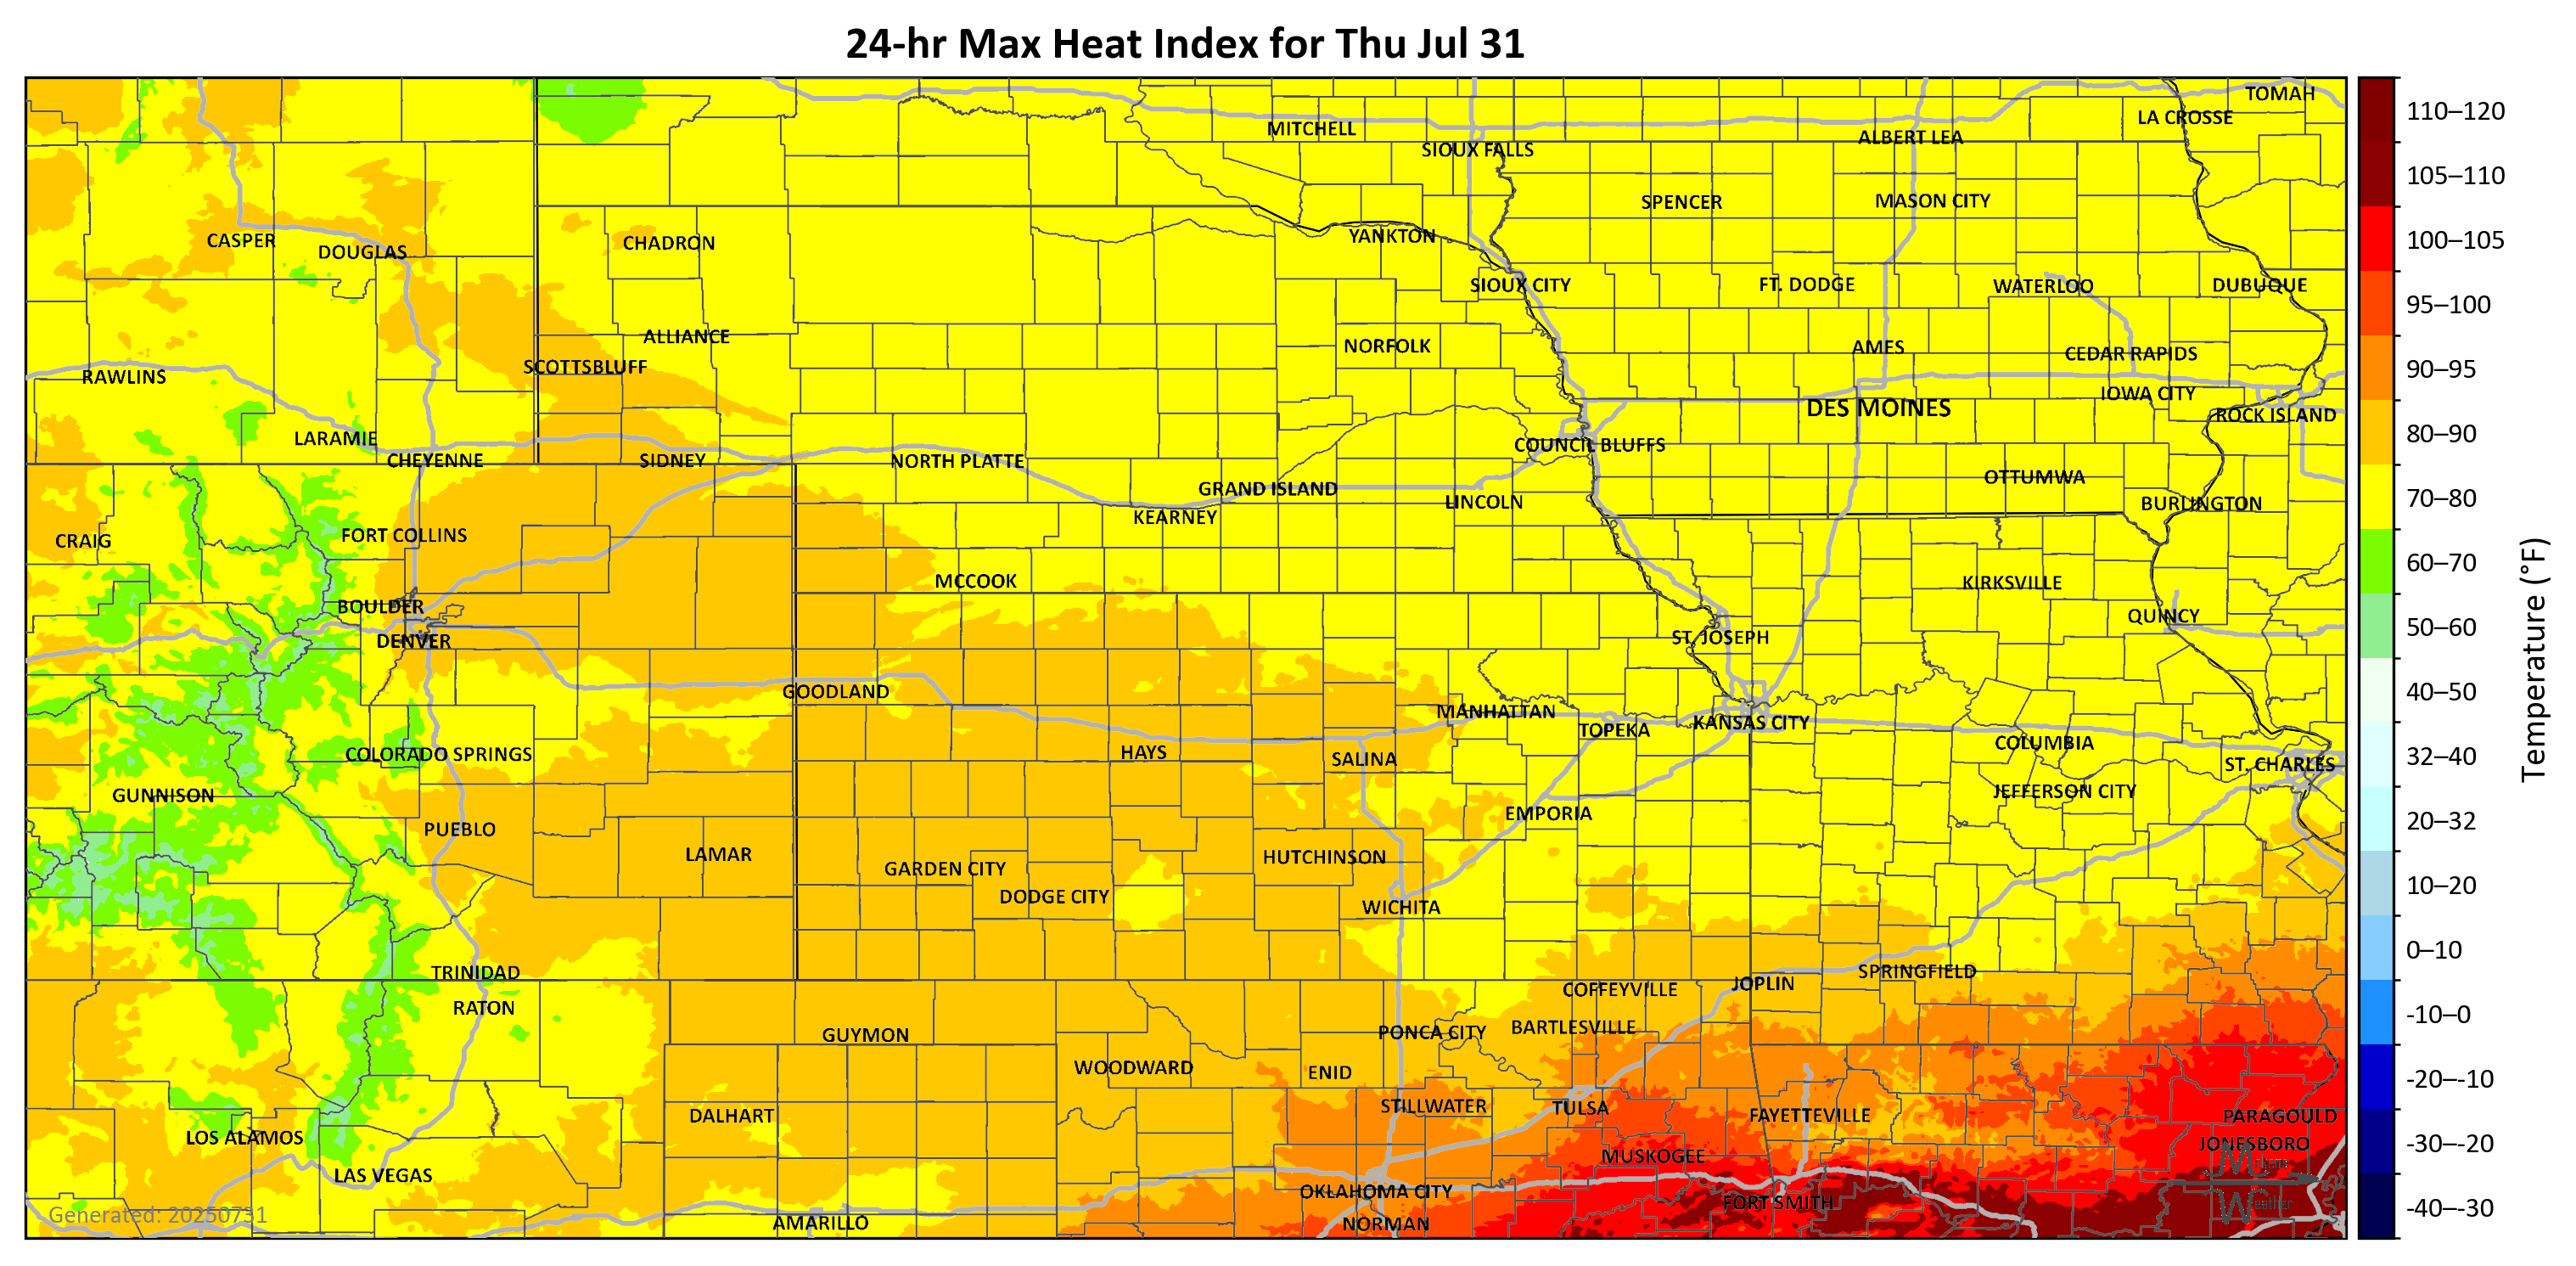 24-hr Max Heat Index for Thu Jul 31
TOMAH
LA CROSSE
MITCHELL
ALBERT LEA
SIOUX FALLS
SPENCER
MASON CITY
CASPER
DOUGLAS
CHADRON
YANKTON
SIOUX CITY
FT. DODGE
WATERLOO
DUBUQUE
ALLIANCE
NORFOLK
AMES
CEDAR RAPIDS
SCOTTSBLUFF
RAWLINS
IOWA CITY
DES MOINES
ROCK ISLAND
LARAMIE
COUNCIL BLUFFS
CHEYENNE
SIDNEY
NORTH PLATTE
OTTUMWA
GRAND ISLAND
LINCOLN
BURLINGTON
KEARNEY
FORT COLLINS
CRAIG
MCCOOK
KIRKSVILLE
BOULDER
QUINCY
DENVER
ST. JOSEPH
GOODLAND
MANHATTAN
TOPEKA
KANSAS CITY
COLORADO SPRINGS
HAYS
SALINA
COLUMBIA
ST. CHARLES
GUNNISON
JEFFERSON CITY
EMPORIA
PUEBLO
LAMAR
HUTCHINSON
GARDEN CITY
DODGE CITY
WICHITA
TRINIDAD
SPRINGFIELD
JOPLIN
COFFEYVILLE
RATON
GUYMON
PONCA CITY
BARTLESVILLE
WOODWARD
ENID
DALHART
STILLWATER
TULSA
FAYETTEVILLE
PARAGOULD
LOS ALAMOS
JONESBORO
MUSKOGEE
LAS VEGAS
OKLAHOMA CITY
FORT SMITH
AMARILLO
NORMAN
Generated: 20250731
110–120
105–110
100–105
95–100
90–95
80–90
70–80
60–70
50–60
40–50
32–40
20–32
10–20
0–10
-10–0
-20–-10
-30–-20
-40–-30
Temperature (°F)